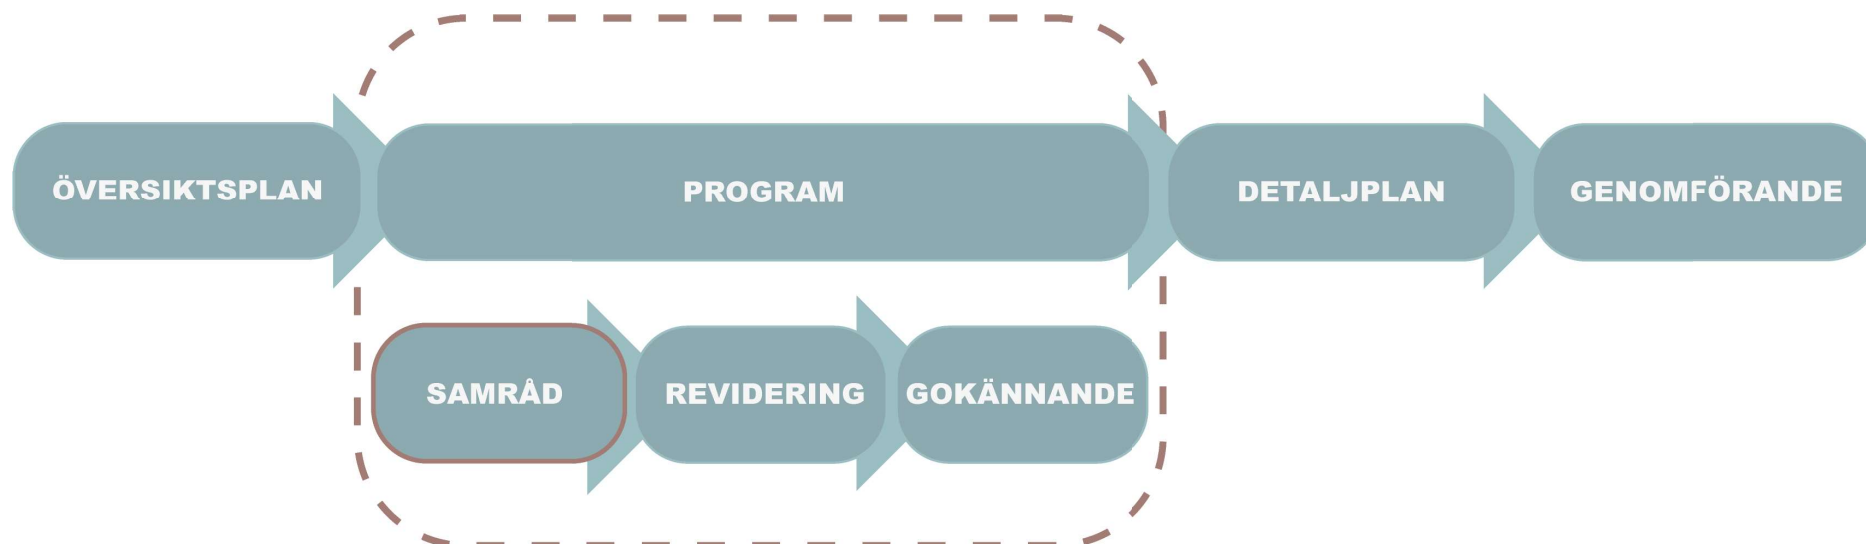 ÖVERSIKTSPLAN
PROGRAM
DETALJPLAN
GENOMFÖRANDE
SAMRÅD
REVIDERING
GOKÄNNANDE